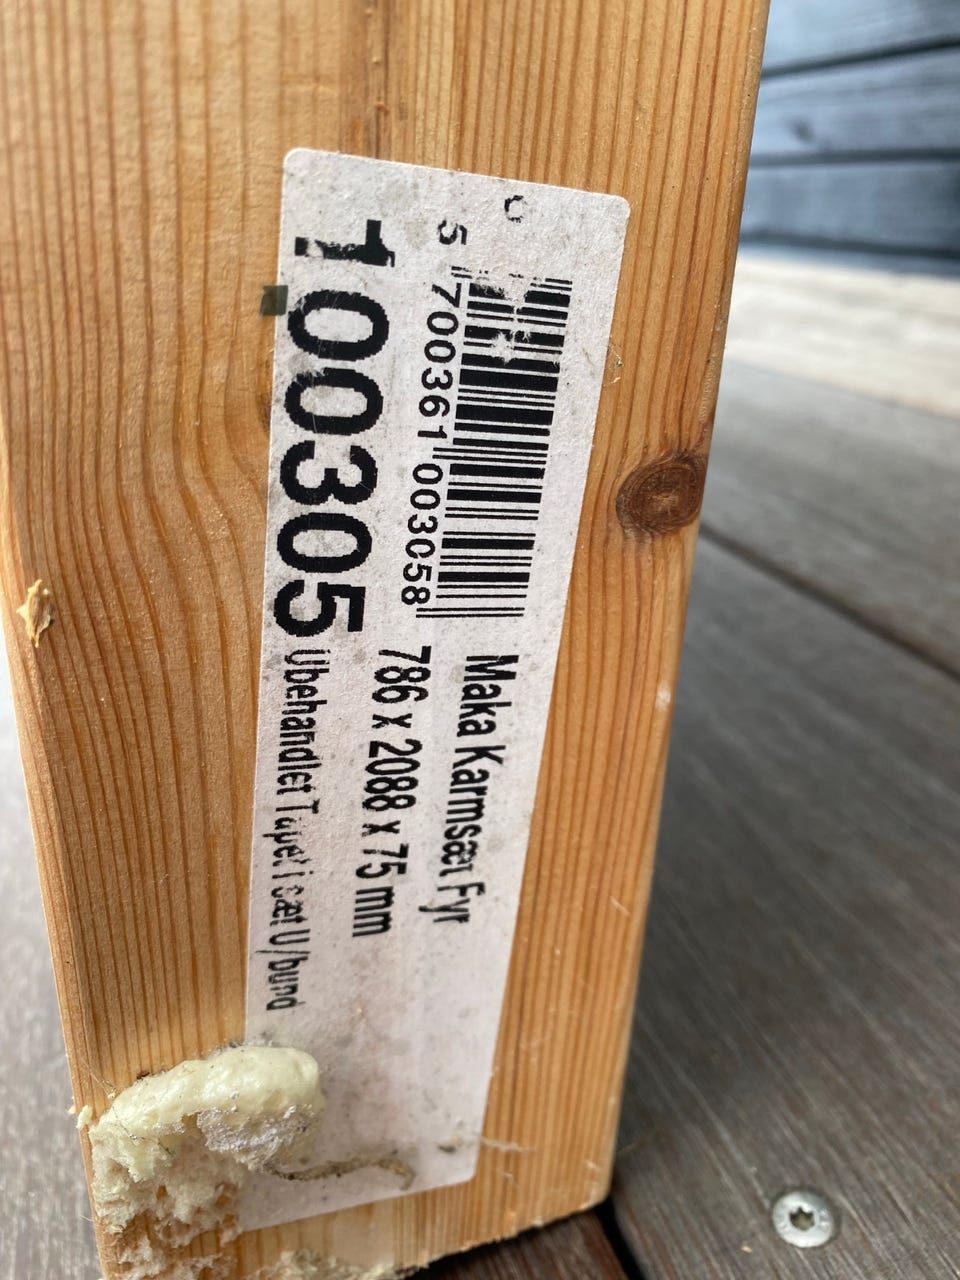 5 700361 003058
100305
Maka Karmsæt Fyr
786 x 2088 x 75 mm
Ubehandlet Tapet i sæt U/bund